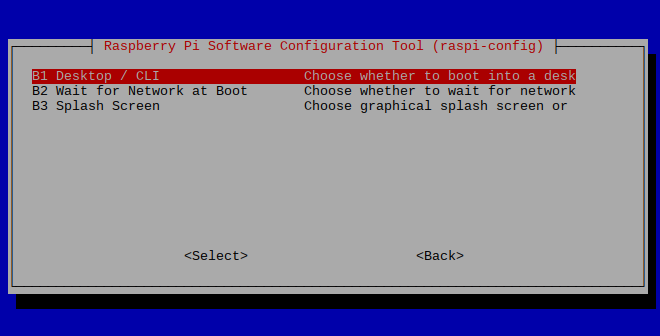 Raspberry Pi Software Configuration Tool (raspi-config)
B1 Desktop / CLI Choose whether to boot into a desk
B2 Wait for Network at Boot Choose whether to wait for network
B3 Splash Screen Choose graphical splash screen or
<Select> <Back>